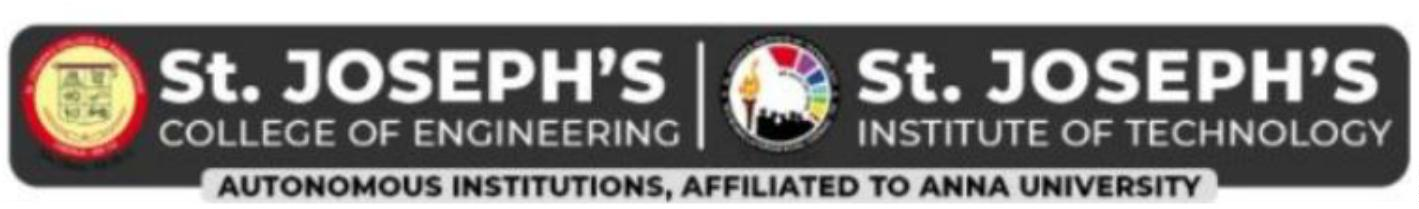 St. JOSEPH'S
COLLEGE OF ENGINEERING
St. JOSEPH'S
INSTITUTE OF TECHNOLOGY
AUTONOMOUS INSTITUTIONS, AFFILIATED TO ANNA UNIVERSITY